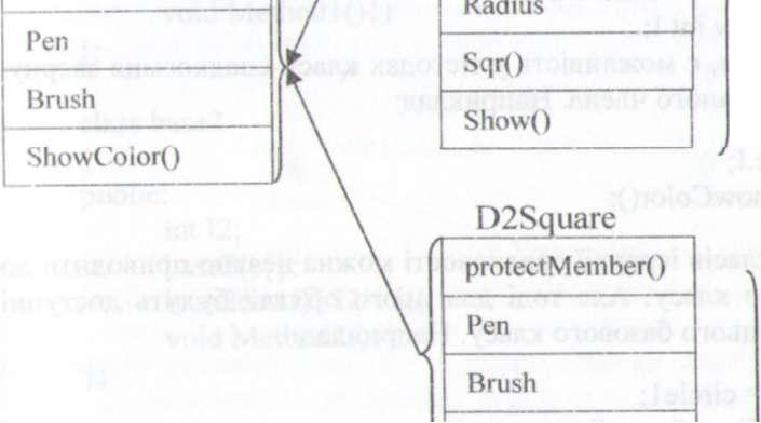 Pen
Brush
ShowColor()
Radius
Sqr()
Show()
D2Square
protectMember()
Pen
Brush